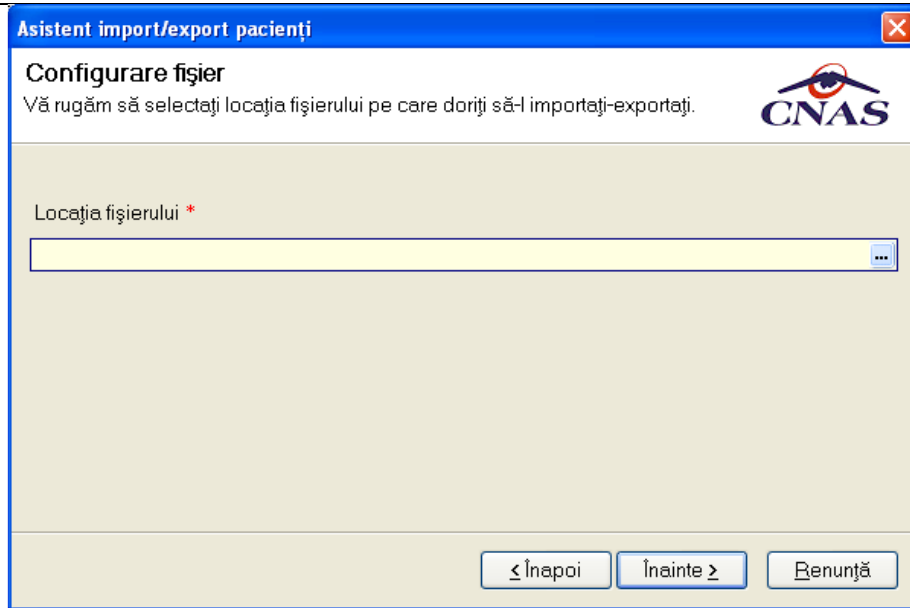 Asistent import/export pacienţi
Configurare fişier
Vă rugăm să selectaţi locaţia fişierului pe care doriţi să-l importaţi-exportaţi.
CNAS
Locaţia fişierului *
...
< Înapoi
Înainte >
Renunţă